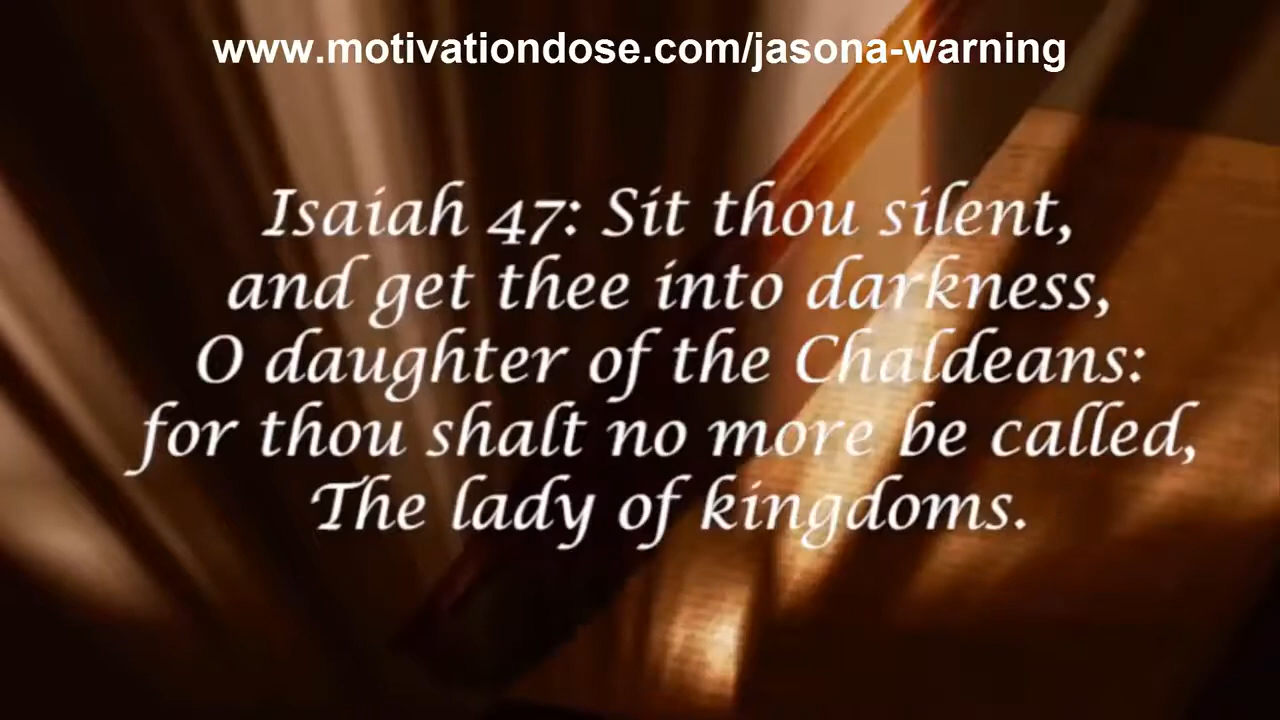 www.motivationdose.com/jasona-warning
Isaiah 47: Sit thou silent,
and get thee into darkness,
O daughter of the Chaldeans:
for thou shalt no more be called,
The lady of kingdoms.